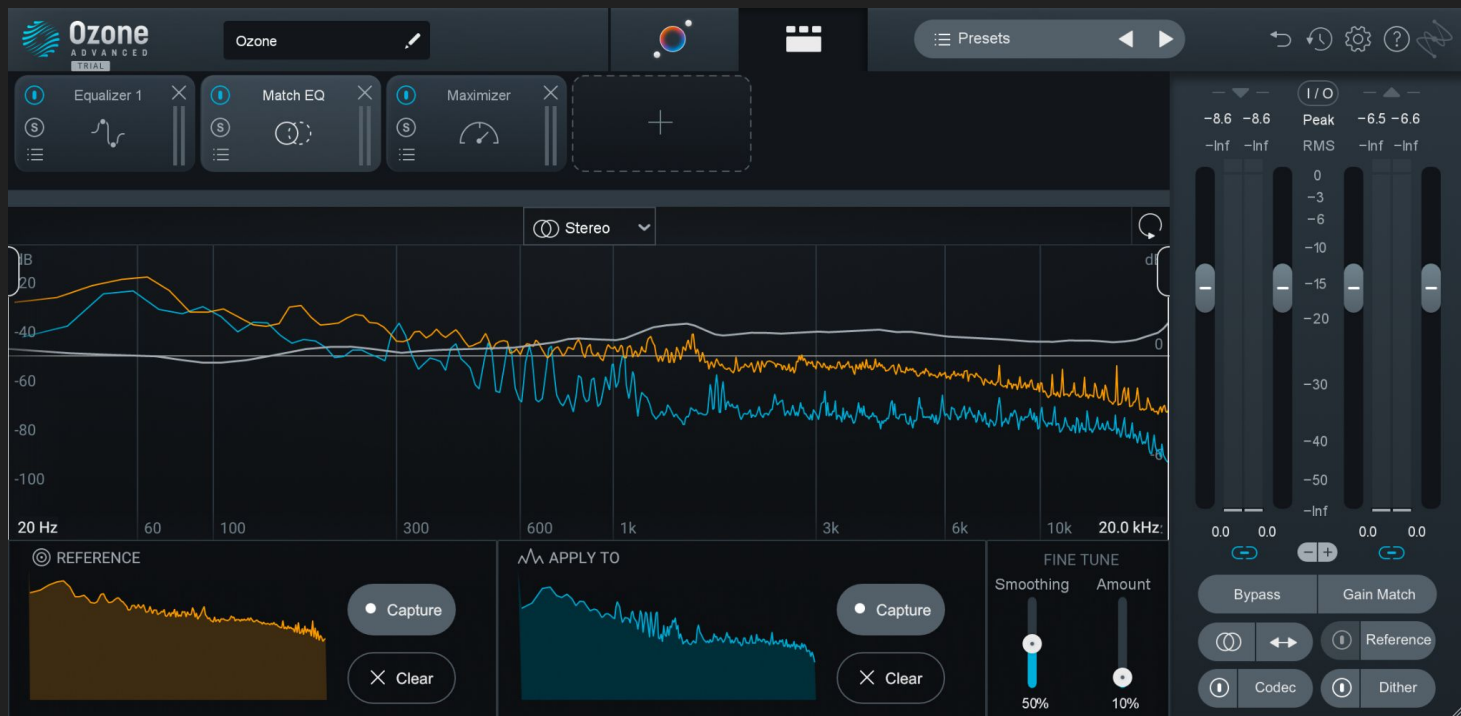 Ozone
ADVANCED
TRIAL
Ozone
Presets
Equalizer 1
S
Match EQ
S
Maximizer
S
I / O
-8.6 -8.6 Peak -6.5 -6.6
-Inf -Inf RMS -Inf -Inf
Stereo
dB
-20
-40
-60
-80
-100
dB
0
-6
20 Hz 60 100 300 600 1k 3k 6k 10k 20.0 kHz
0
-3
-6
-10
-15
-20
-30
-40
-50
-Inf
0.0 0.0 0.0 0.0
REFERENCE
Capture
Clear
APPLY TO
Capture
Clear
FINE TUNE
Smoothing Amount
50% 10%
Bypass Gain Match
Reference
Codec Dither